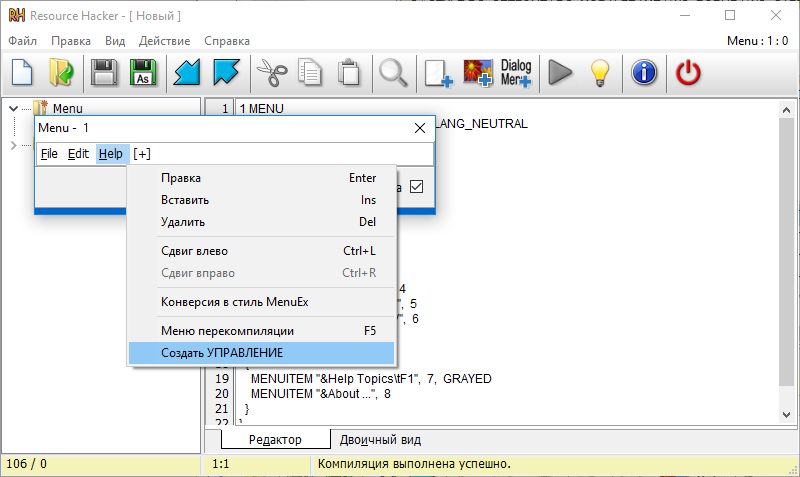 Resource Hacker - [ Новый ]
Файл Правка Вид Действие Справка Menu : 1 : 0
As Dialog
Menu
Menu 1 1 MENU
Menu - 1 LANG_NEUTRAL
File Edit Help [+]
Правка Enter
Вставить Ins
Удалить Del
Сдвиг влево Ctrl+L
Сдвиг вправо Ctrl+R
4
Конверсия в стиль MenuEx ", 5
", 6
Меню перекомпиляции F5
Создать УПРАВЛЕНИЕ
19 MENUITEM "&Help Topics\tF1", 7, GRAYED
20 MENUITEM "&About ...", 8
21 }
22 }
Редактор Двоичный вид
106 / 0 1:1 Компиляция выполнена успешно.